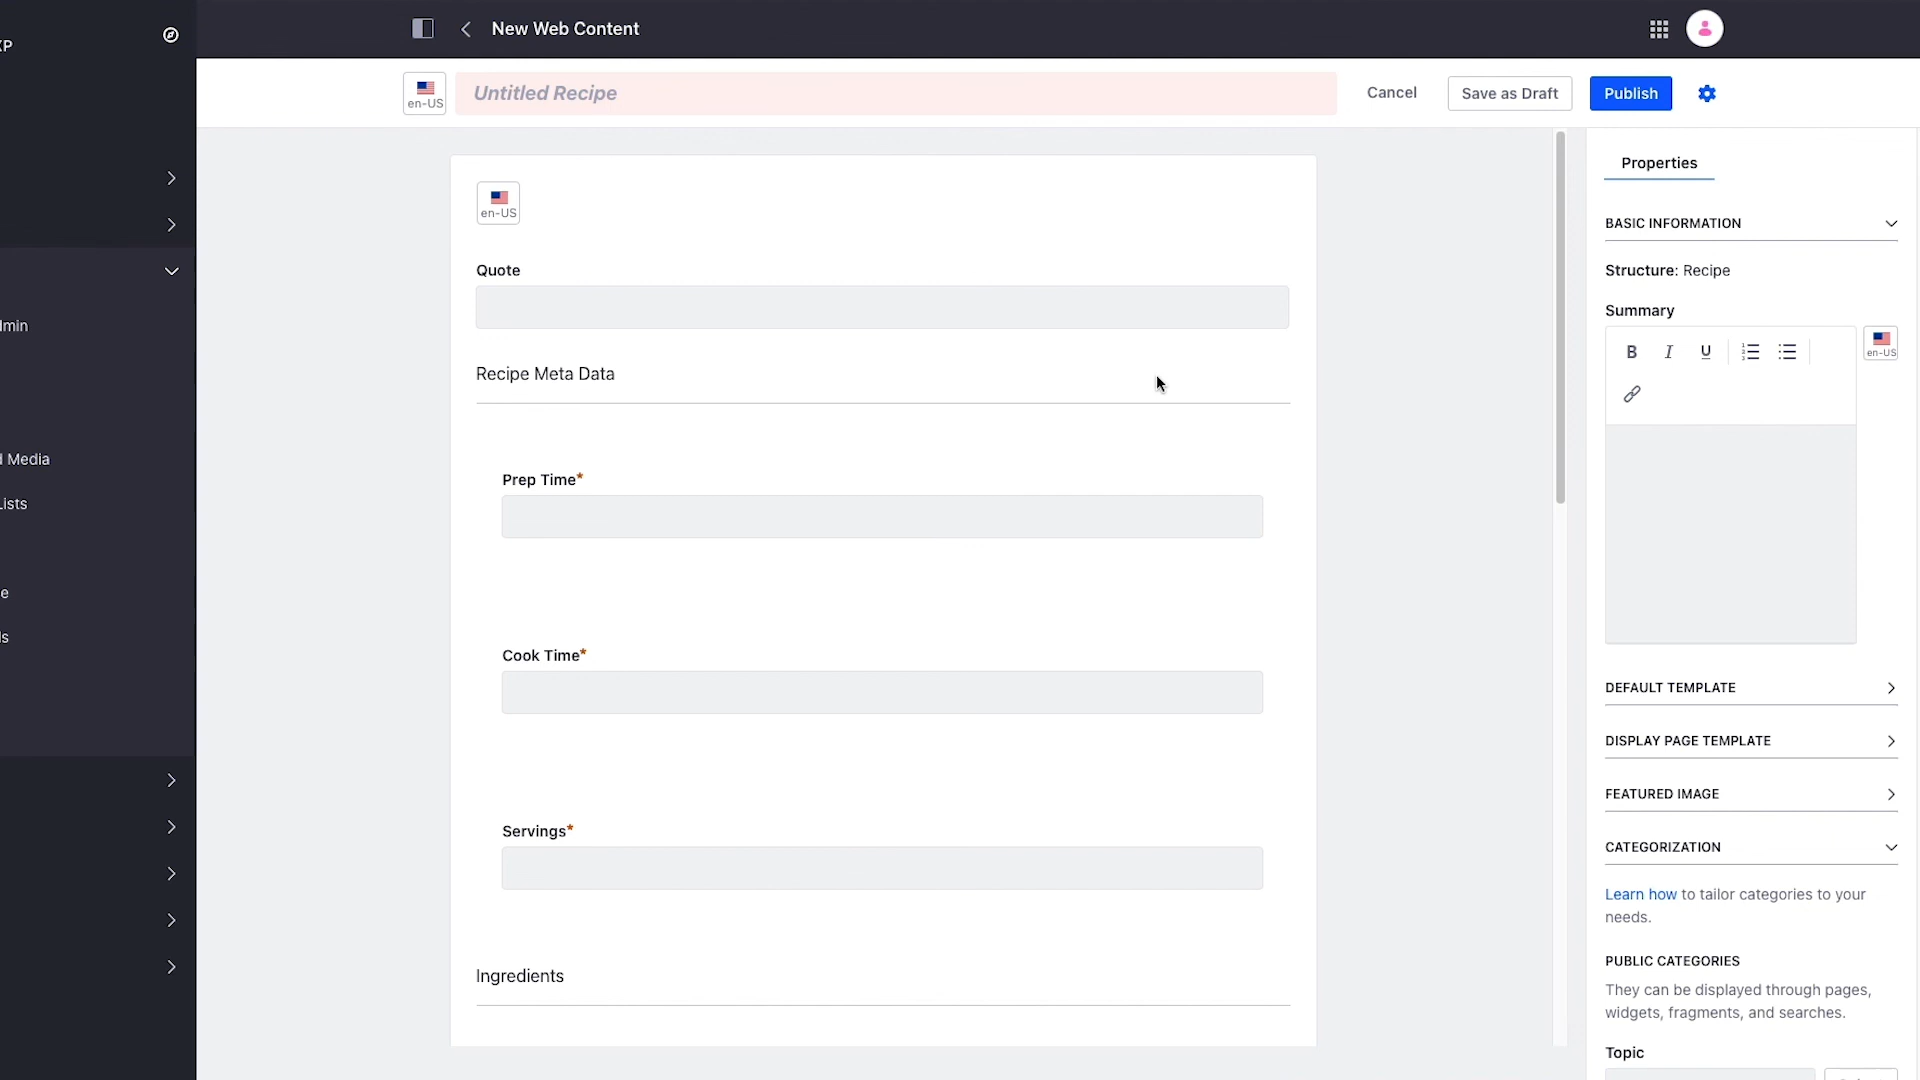 XP
New Web Content
en-US
Untitled Recipe
Cancel
Save as Draft
Publish
en-US
Quote
Recipe Meta Data
Prep Time*
Cook Time*
Servings*
Ingredients
dmin
d Media
Lists
e
ls
Properties
BASIC INFORMATION
Structure: Recipe
Summary
B I U
en-US
DEFAULT TEMPLATE
DISPLAY PAGE TEMPLATE
FEATURED IMAGE
CATEGORIZATION
Learn how to tailor categories to your
needs.
PUBLIC CATEGORIES
They can be displayed through pages,
widgets, fragments, and searches.
Topic